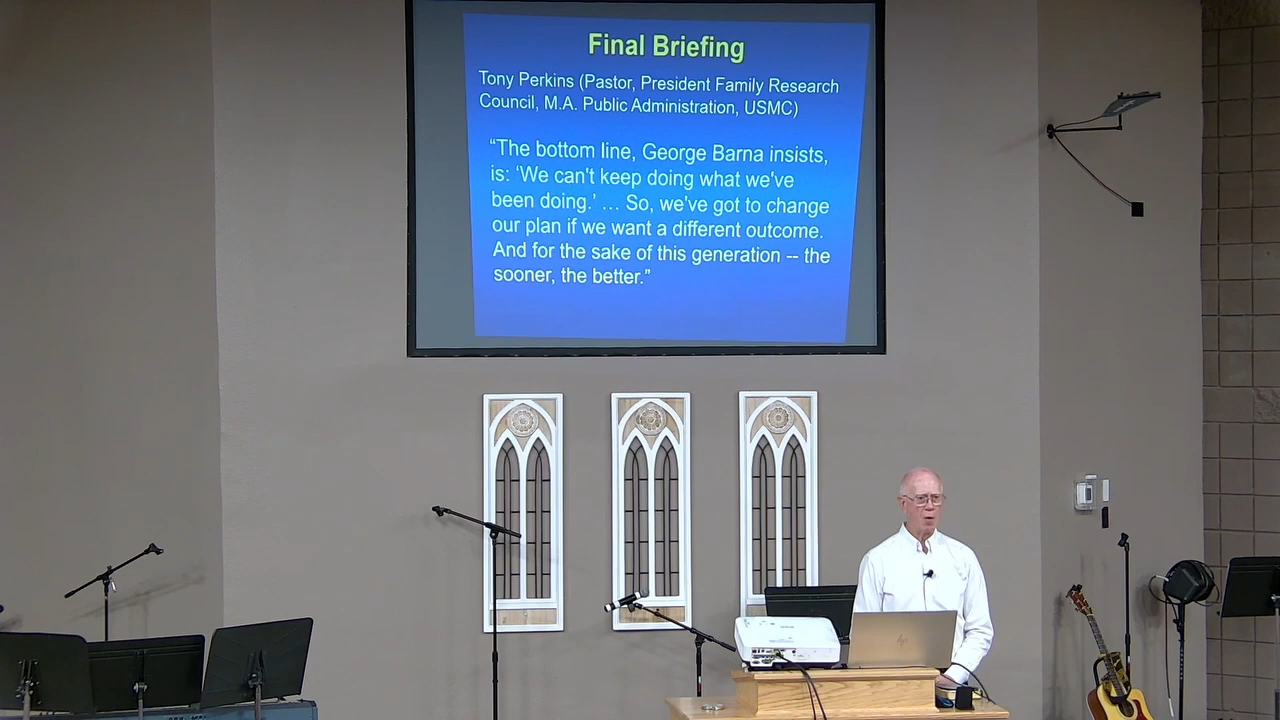 Final Briefing
Tony Perkins (Pastor, President Family Research
Council, M.A. Public Administration, USMC)
“The bottom line, George Barna insists,
is: ‘We can't keep doing what we've
been doing.’ … So, we've got to change
our plan if we want a different outcome.
And for the sake of this generation -- the
sooner, the better.”
hp